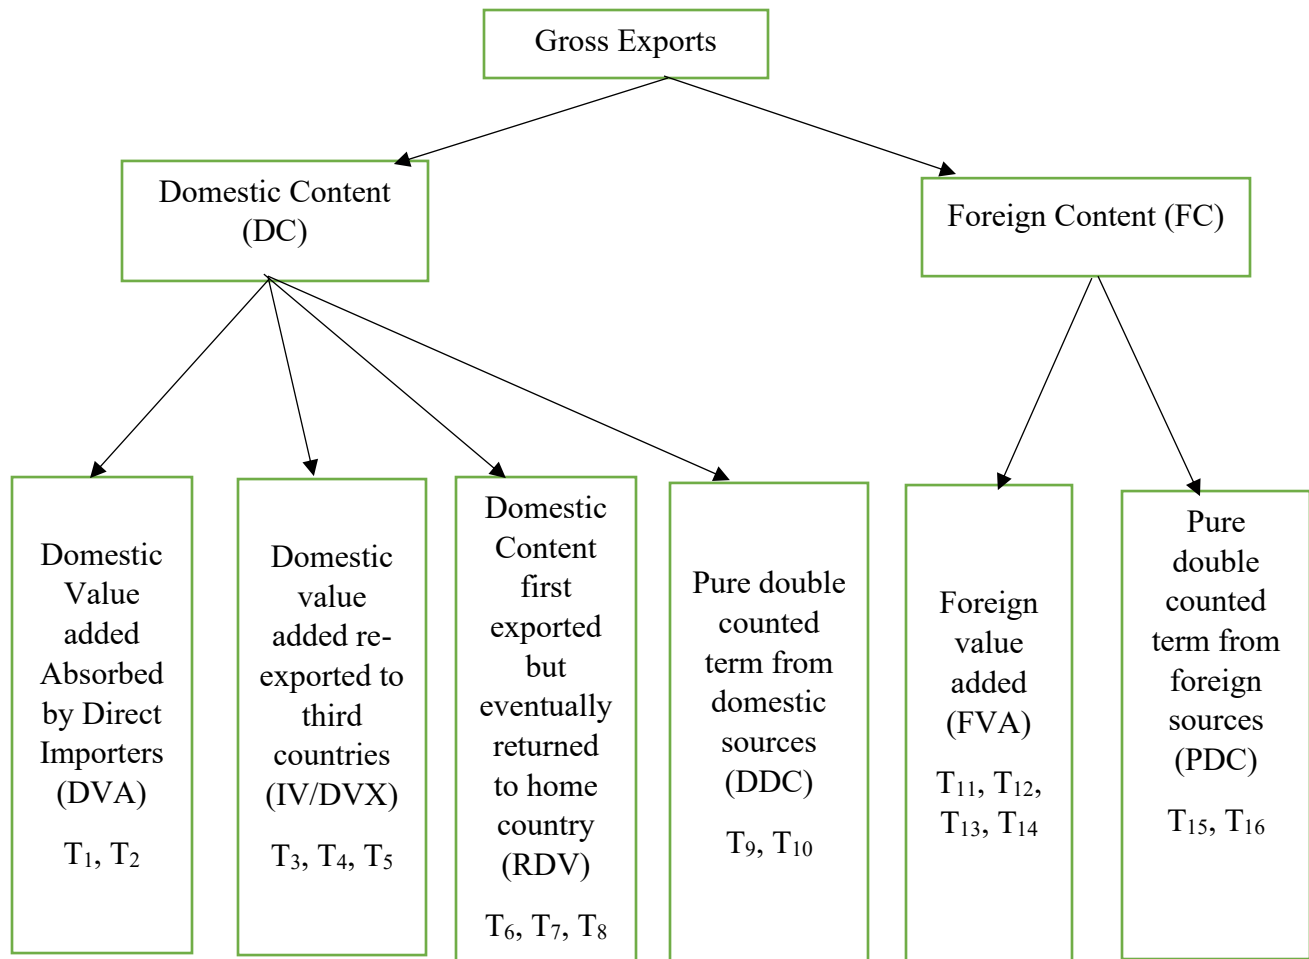 Gross Exports
Domestic Content
(DC)
Foreign Content (FC)
Domestic
Value
added
Absorbed
by Direct
Importers
(DVA)
T₁, T₂
Domestic
value
added re-
exported to
third
countries
(IV/DVX)
T₃, T₄, T₅
Domestic
Content
first
exported
but
eventually
returned
to home
country
(RDV)
T₆, T₇, T₈
Pure double
counted
term from
domestic
sources
(DDC)
T₉, T₁₀
Foreign
value
added
(FVA)
T₁₁, T₁₂,
T₁₃, T₁₄
Pure
double
counted
term from
foreign
sources
(PDC)
T₁₅, T₁₆